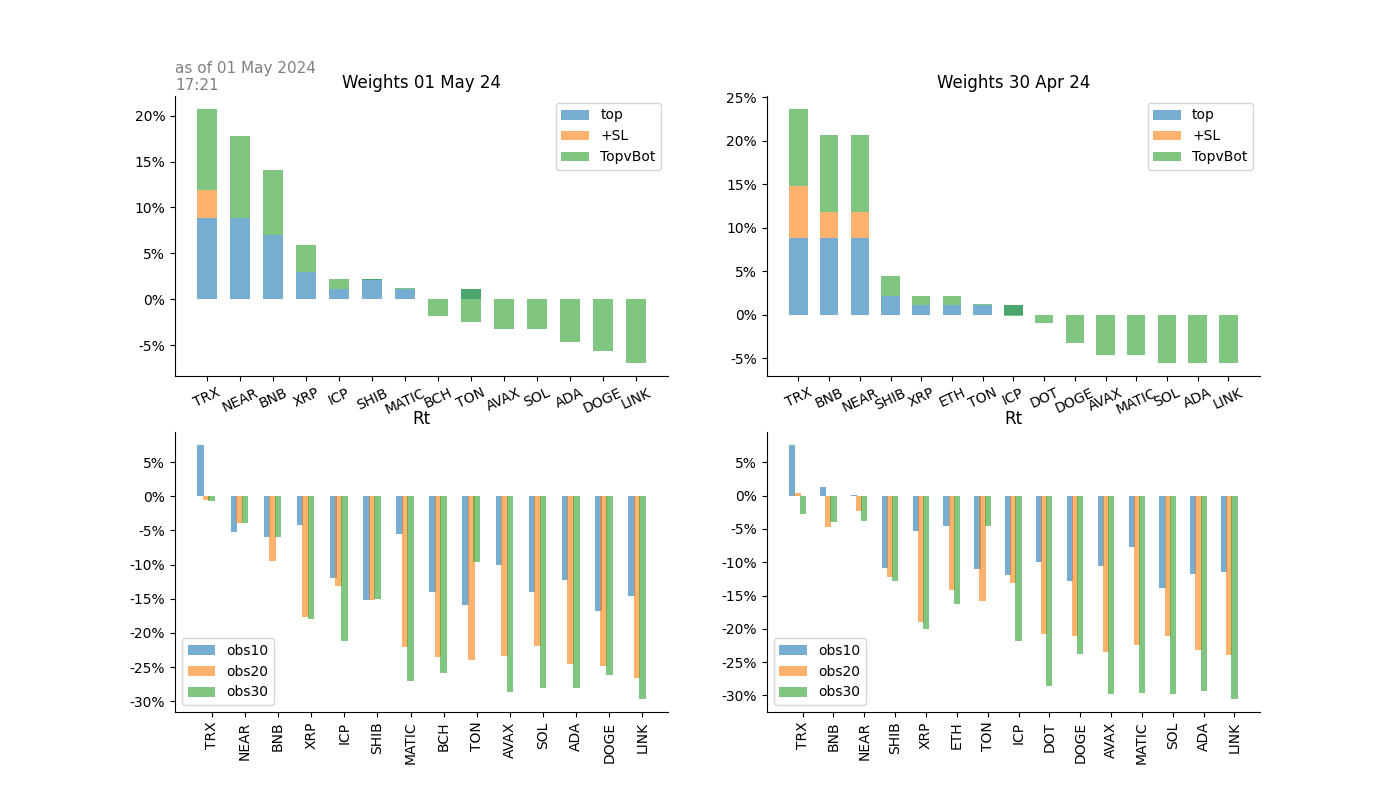 as of 01 May 2024
17:21
Weights 01 May 24
20%
15%
10%
5%
0%
-5%
top
+SL
TopvBot
TRX NEAR BNB XRP ICP SHIB MATIC BCH TON AVAX SOL ADA DOGE LINK
Weights 30 Apr 24
25%
20%
15%
10%
5%
0%
-5%
top
+SL
TopvBot
TRX BNB NEAR SHIB XRP ETH TON ICP DOT DOGE AVAX MATIC SOL ADA LINK
Rt
5%
0%
-5%
-10%
-15%
-20%
-25%
-30%
obs10
obs20
obs30
TRX NEAR BNB XRP ICP SHIB MATIC BCH TON AVAX SOL ADA DOGE LINK
Rt
5%
0%
-5%
-10%
-15%
-20%
-25%
-30%
obs10
obs20
obs30
TRX BNB NEAR SHIB XRP ETH TON ICP DOT DOGE AVAX MATIC SOL ADA LINK